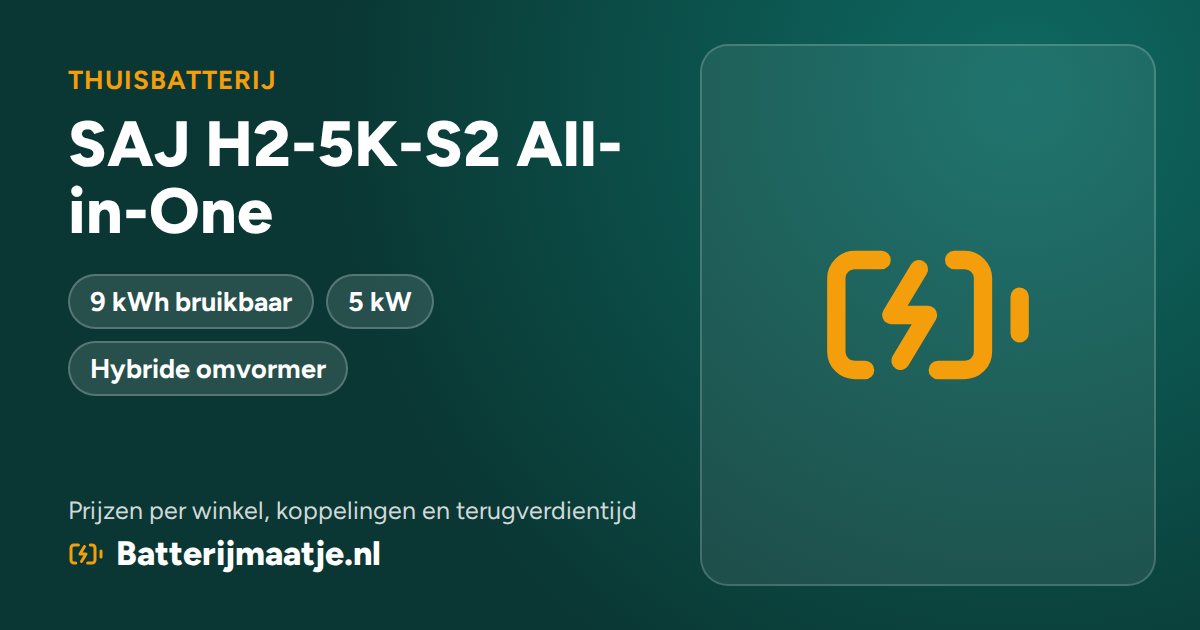 THUISBATTERIJ
SAJ H2-5K-S2 All-
in-One
9 kWh bruikbaar
5 kW
Hybride omvormer
Prijzen per winkel, koppelingen en terugverdientijd
Batterijmaatje.nl